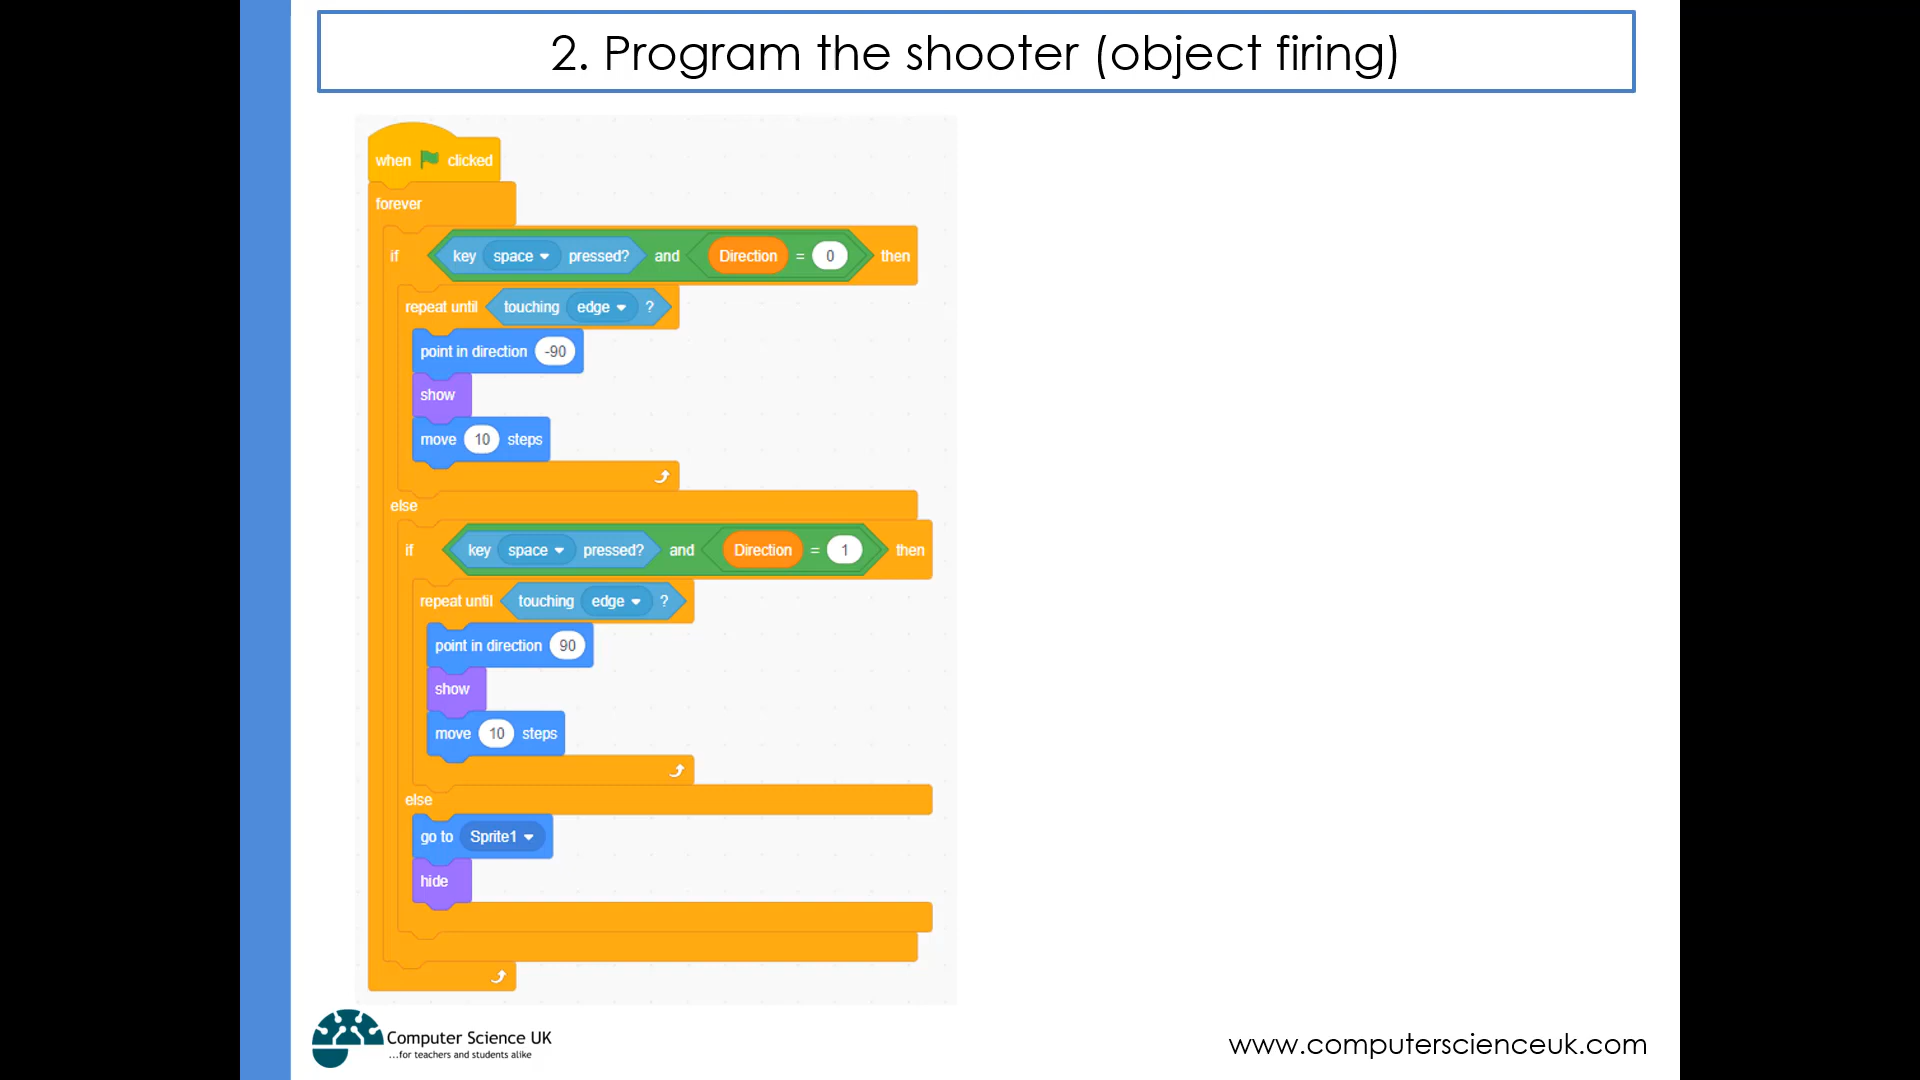 2. Program the shooter (object firing)
when clicked
forever
if key space pressed? and Direction = 0 then
repeat until touching edge ?
point in direction -90
show
move 10 steps
else
if key space pressed? and Direction = 1 then
repeat until touching edge ?
point in direction 90
show
move 10 steps
else
go to Sprite1
hide
Computer Science UK
...for teachers and students alike
www.computerscienceuk.com